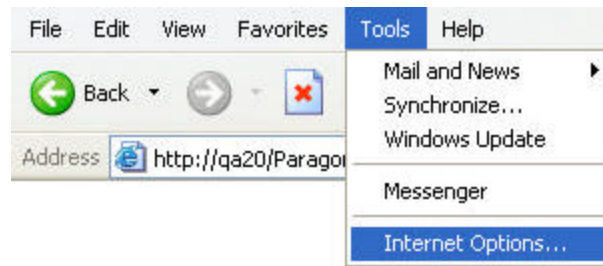 File Edit View Favorites Tools Help
Back
Address http://qa20/Parago
Mail and News
Synchronize...
Windows Update
Messenger
Internet Options...